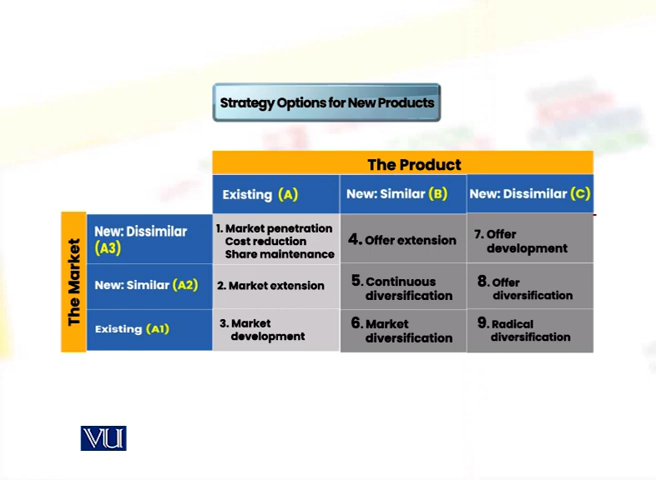 Strategy Options for New Products
The Product
Existing (A)
New: Similar (B)
New: Dissimilar (C)
The Market
New: Dissimilar
(A3)
1. Market penetration
Cost reduction
Share maintenance
4. Offer extension
7. Offer
development
New: Similar (A2)
2. Market extension
5. Continuous
diversification
8. Offer
diversification
Existing (A1)
3. Market
development
6. Market
diversification
9. Radical
diversification
VU